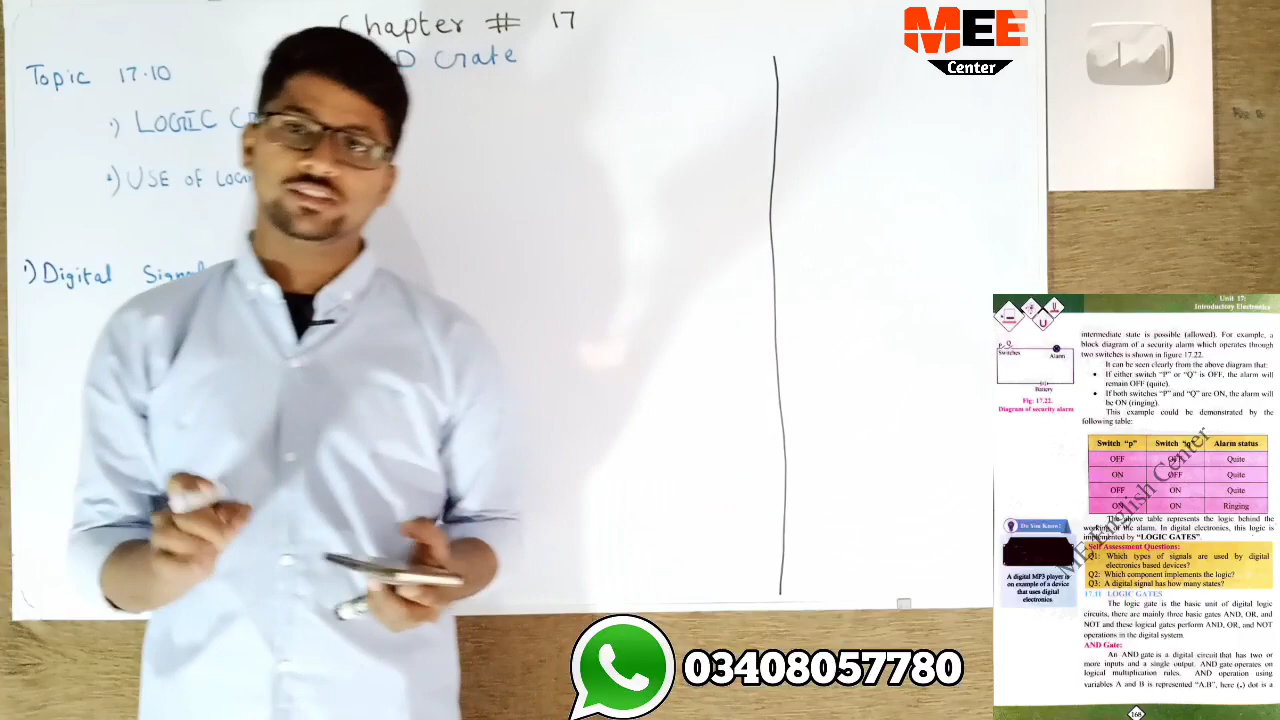 Chapter # 17
D Gate
Topic 17.10
1) LOGIC
2) USE OF
1) Digital Signal
MEE
Center
03408057780
Unit 17:
Introductory Electronics
intermediate state is possible (allowed). For example, a
block diagram of a security alarm which operates through
two switches is shown in figure 17.22.
It can be seen clearly from the above diagram that:
• If either switch "P" or "Q" is OFF, the alarm will
remain OFF (quite).
• If both switches "P" and "Q" are ON, the alarm will
be ON (ringing).
This example could be demonstrated by the
following table:
P Q
Switches
Alarm
Battery
Fig: 17.22.
Diagram of security alarm
Switch "p" Switch "q" Alarm status
OFF OFF Quite
ON OFF Quite
OFF ON Quite
ON ON Ringing
The above table represents the logic behind the
working of the alarm. In digital electronics, this logic is
implemented by "LOGIC GATES".
Self Assessment Questions:
Q1: Which types of signals are used by digital
electronics based devices?
Q2: Which component implements the logic?
Q3: A digital signal has how many states?
Do You Know!
A digital MP3 player is
on example of a device
that uses digital
electronics.
17.11 LOGIC GATES
The logic gate is the basic unit of digital logic
circuits, there are mainly three basic gates AND, OR, and
NOT and these logical gates perform AND, OR, and NOT
operations in the digital system.
AND Gate:
An AND gate is a digital circuit that has two or
more inputs and a single output. AND gate operates on
logical multiplication rules. AND operation using
variables A and B is represented "A.B", here (.) dot is a
168
English Center